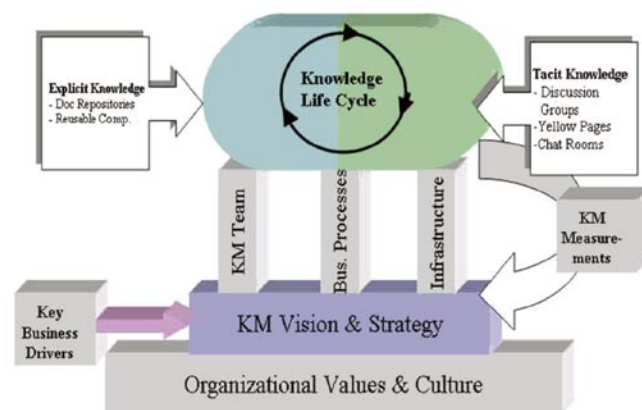 Explicit Knowledge
- Doc Repositories
- Reusable Comp.
Knowledge
Life Cycle
Tacit Knowledge
- Discussion
Groups
- Yellow Pages
- Chat Rooms
KM Team
Bus. Processes
Infrastructure
KM
Measure-
ments
Key
Business
Drivers
KM Vision & Strategy
Organizational Values & Culture